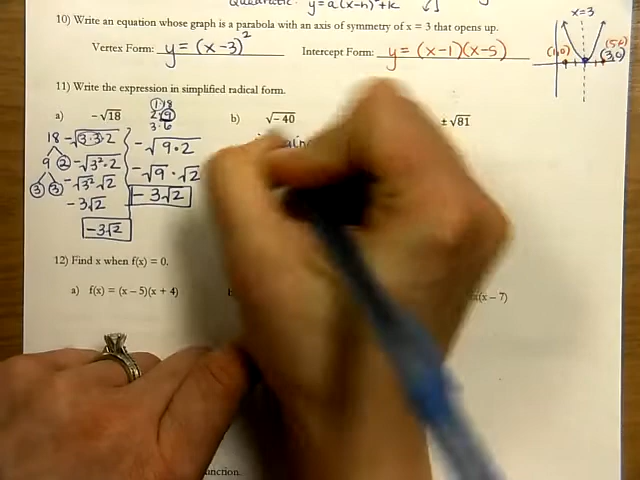 Quadratic: y=a(x-h)²+k
10) Write an equation whose graph is a parabola with an axis of symmetry of x = 3 that opens up.
x=3
Vertex Form: y = (x-3)²
Intercept Form: y = (x-1)(x-5)
(1,0)
(5,0)
(3,0)
11) Write the expression in simplified radical form.
a) -√18
b) √-40
±√81
1·18
2·9
3·6
18
9 2
3 3
-√3·3·2
-√3²·2
-√3²√2
-3√2
-3√2
-√9·2
-√9·√2
-3√2
12) Find x when f(x) = 0.
a) f(x) = (x – 5)(x + 4)
(x – 7)